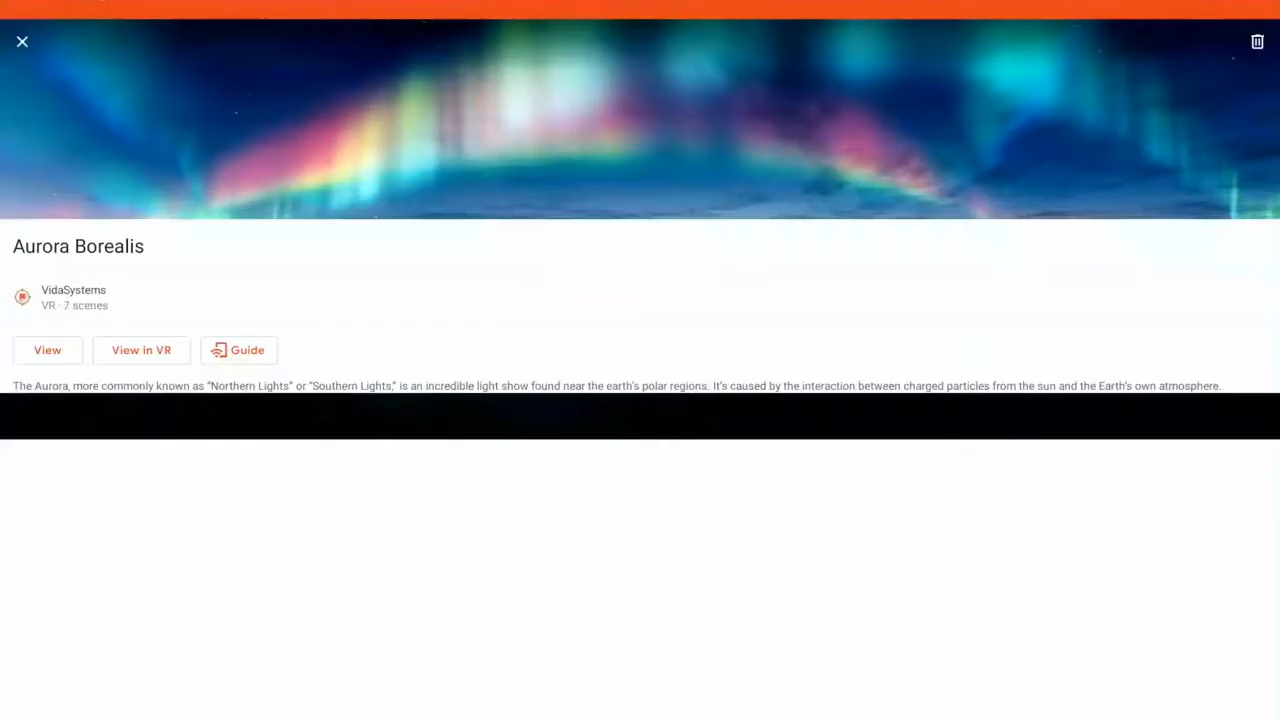 Aurora Borealis
VidaSystems
VR · 7 scenes
View
View in VR
Guide
The Aurora, more commonly known as “Northern Lights” or “Southern Lights,” is an incredible light show found near the earth’s polar regions. It’s caused by the interaction between charged particles from the sun and the Earth’s own atmosphere.